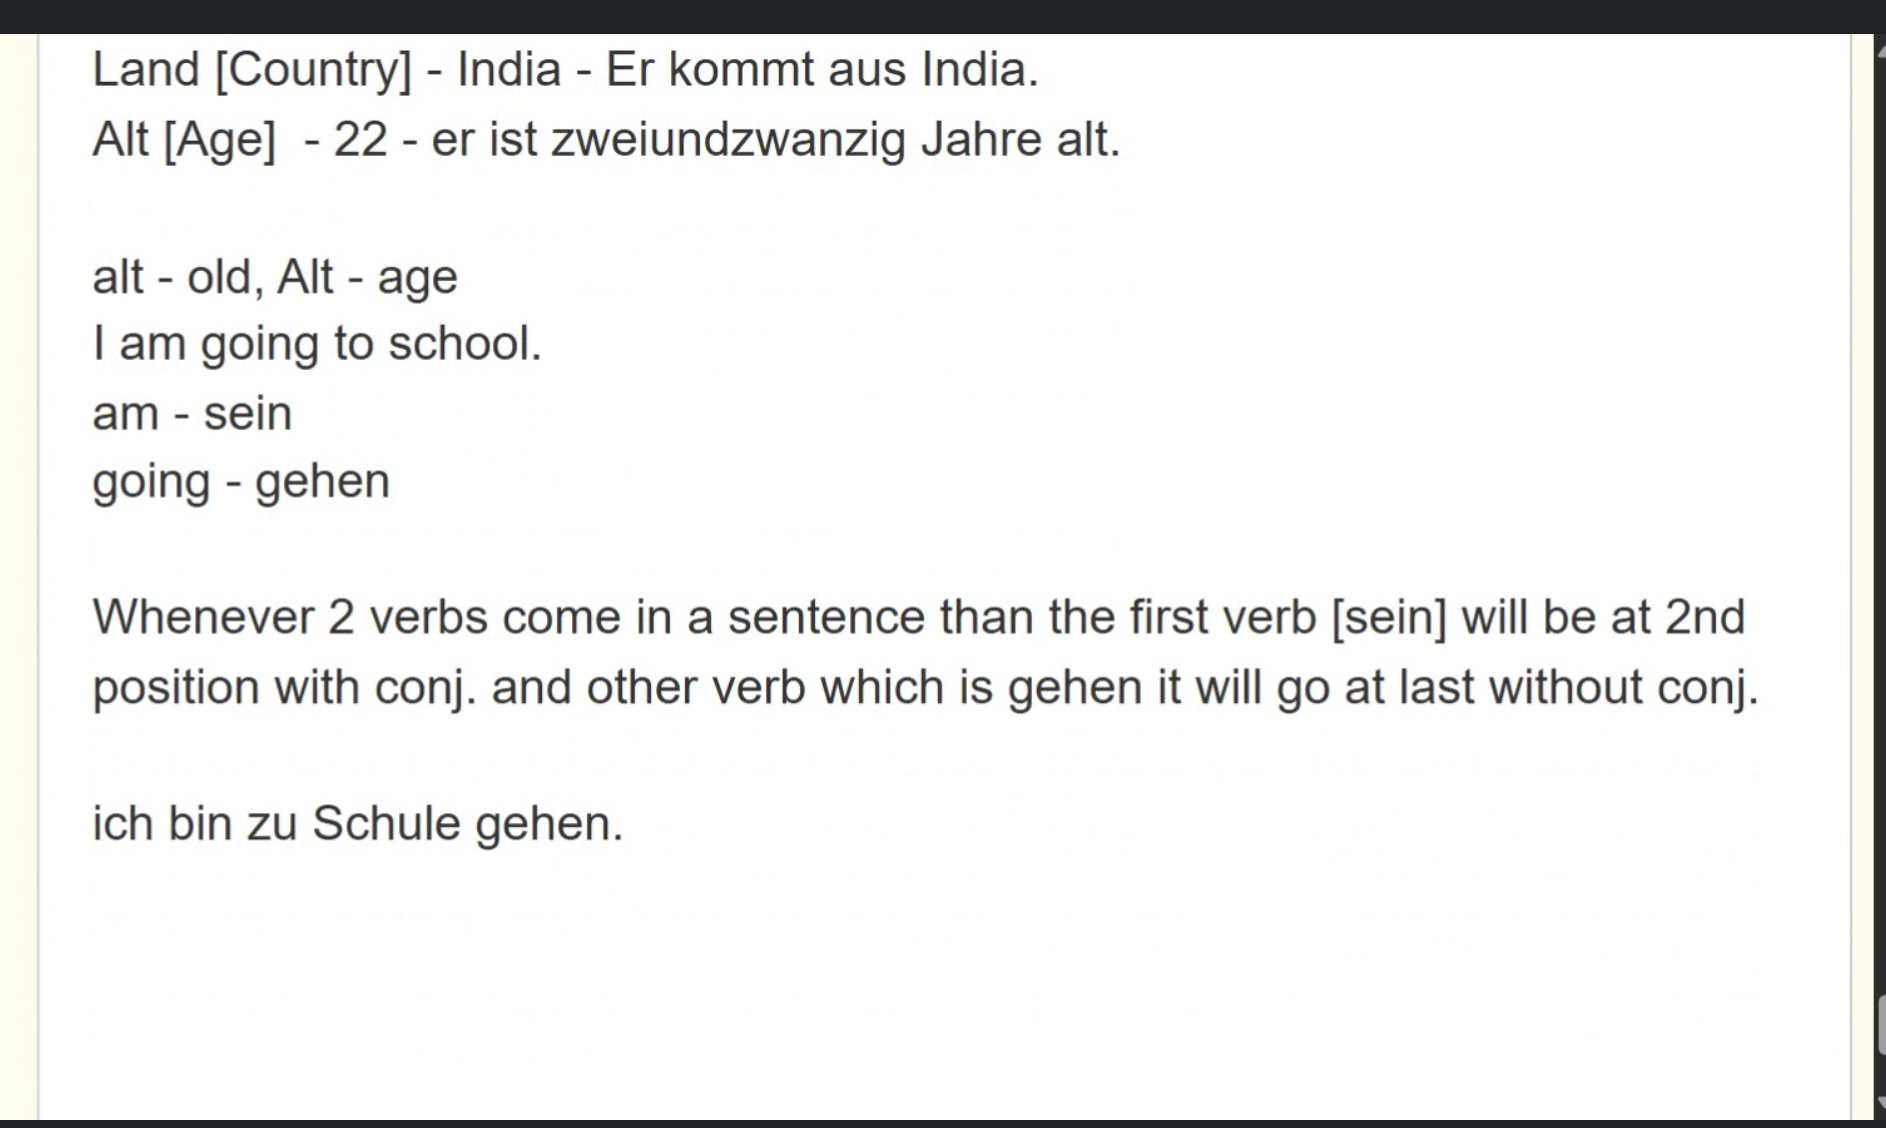 Land [Country] - India - Er kommt aus India.
Alt [Age]  - 22 - er ist zweiundzwanzig Jahre alt.
alt - old, Alt - age
I am going to school.
am - sein
going - gehen
Whenever 2 verbs come in a sentence than the first verb [sein] will be at 2nd
position with conj. and other verb which is gehen it will go at last without conj.
ich bin zu Schule gehen.